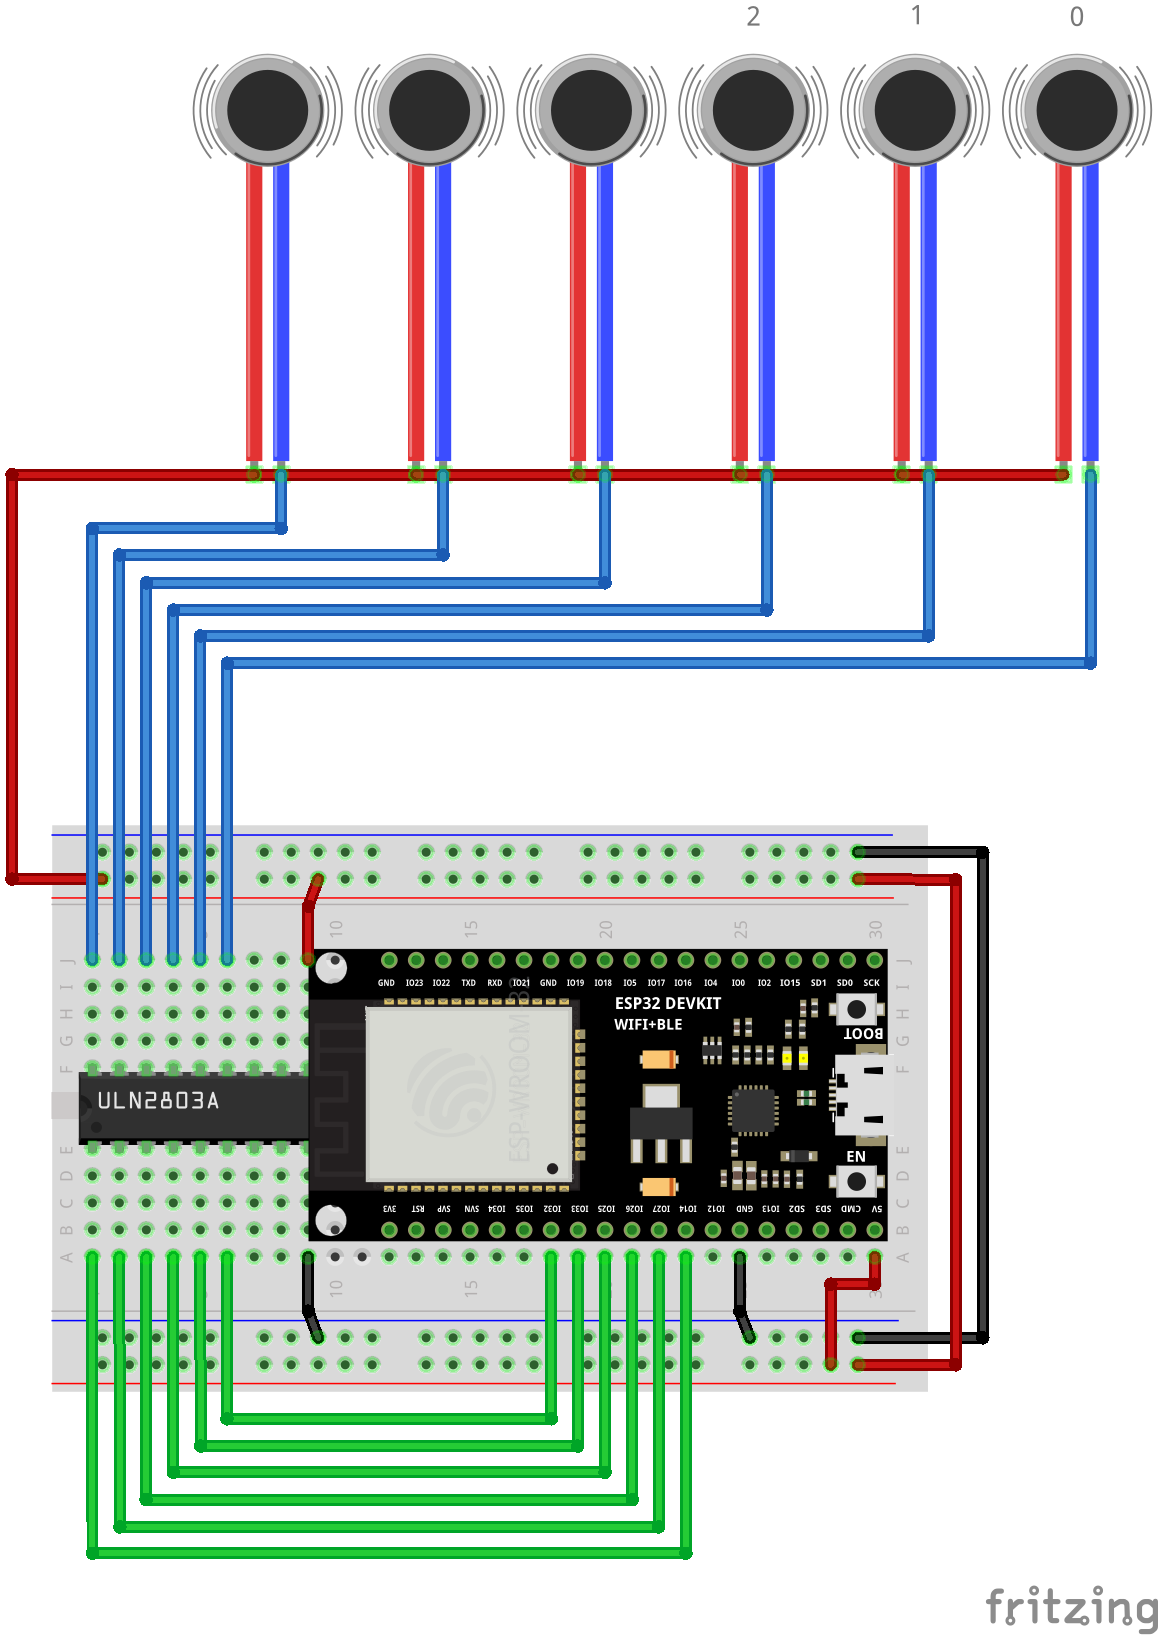 2 1 0
10 15 20 25 30
J J
I I
H H
G G
F F
GND IO23 IO22 TXD RXD IO21 GND IO19 IO18 IO5 IO17 IO16 IO4 IO0 IO2 IO15 SD1 SD0 SCK
ESP32 DEVKIT
WIFI+BLE
BOOT
ESP-WROOM-32
ULN2803A
EN
E E
D D
C C
B B
A A
3V3 RST SVP SVN IO34 IO35 IO32 IO33 IO25 IO26 IO27 IO14 IO12 GND IO13 SD2 SD3 CMD 5V
10 15
fritzing